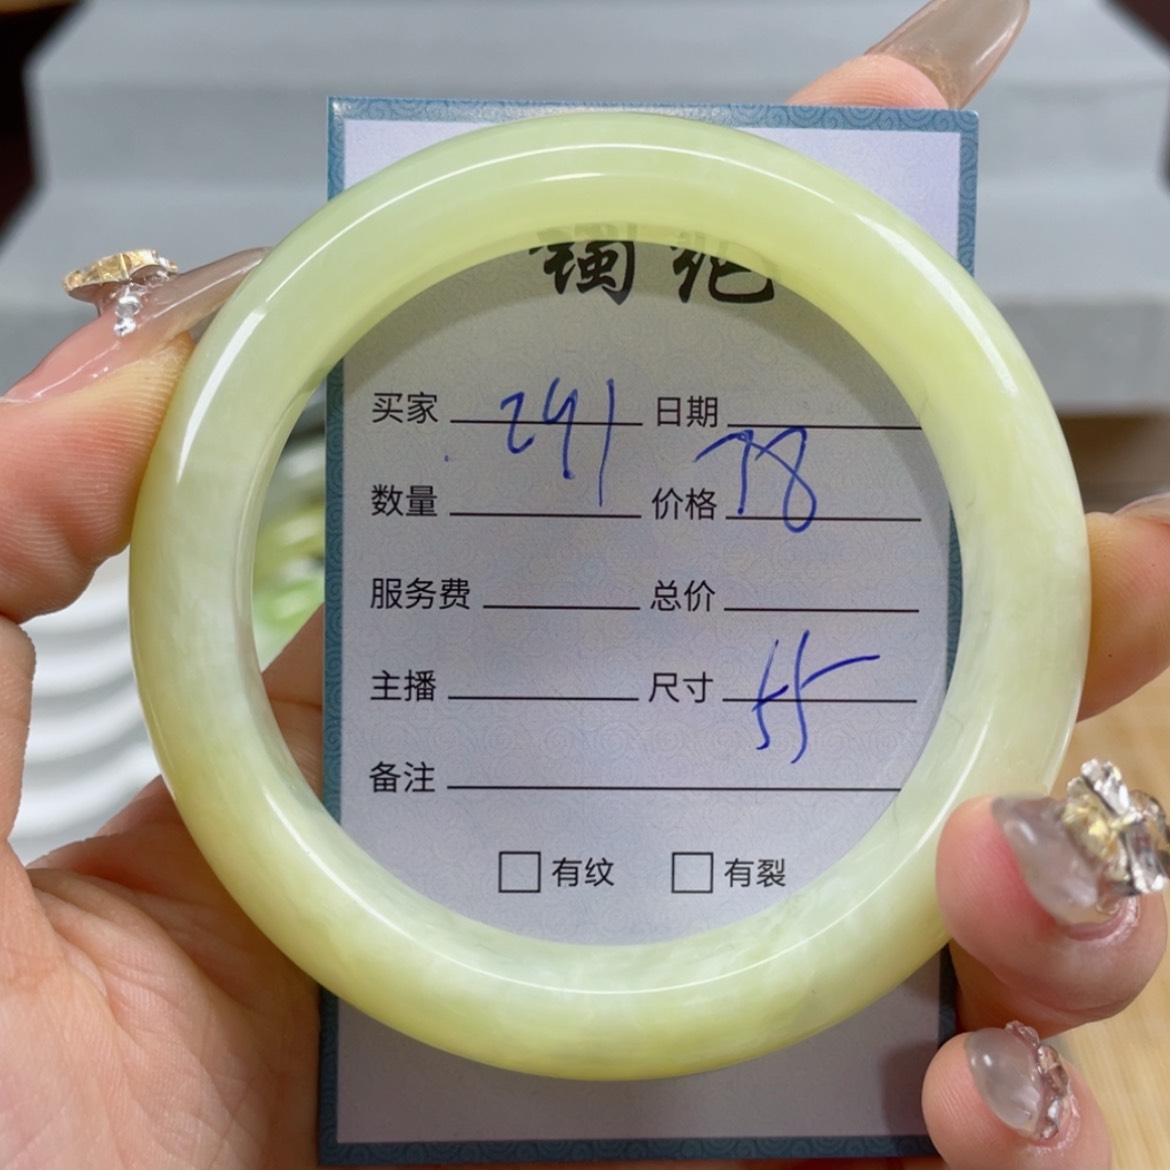 买家 291 日期
数量 价格 78
服务费 总价
主播 尺寸 55
备注
有纹 有裂